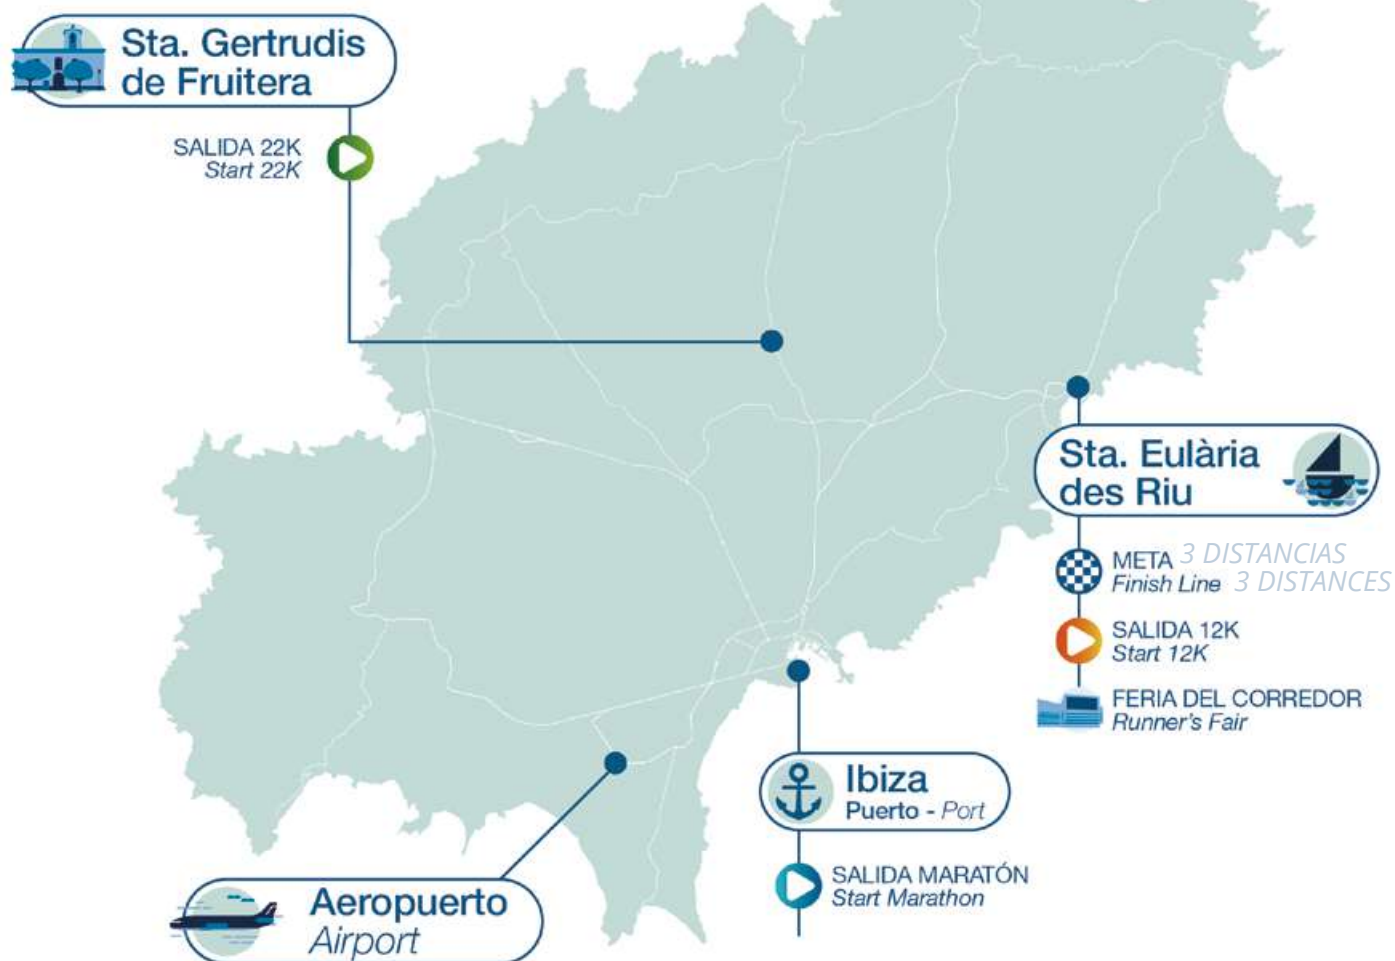 Sta. Gertrudis
de Fruitera
SALIDA 22K
Start 22K
Sta. Eulària
des Riu
META 3 DISTANCIAS
Finish Line 3 DISTANCES
SALIDA 12K
Start 12K
FERIA DEL CORREDOR
Runner's Fair
Ibiza
Puerto - Port
SALIDA MARATÓN
Start Marathon
Aeropuerto
Airport